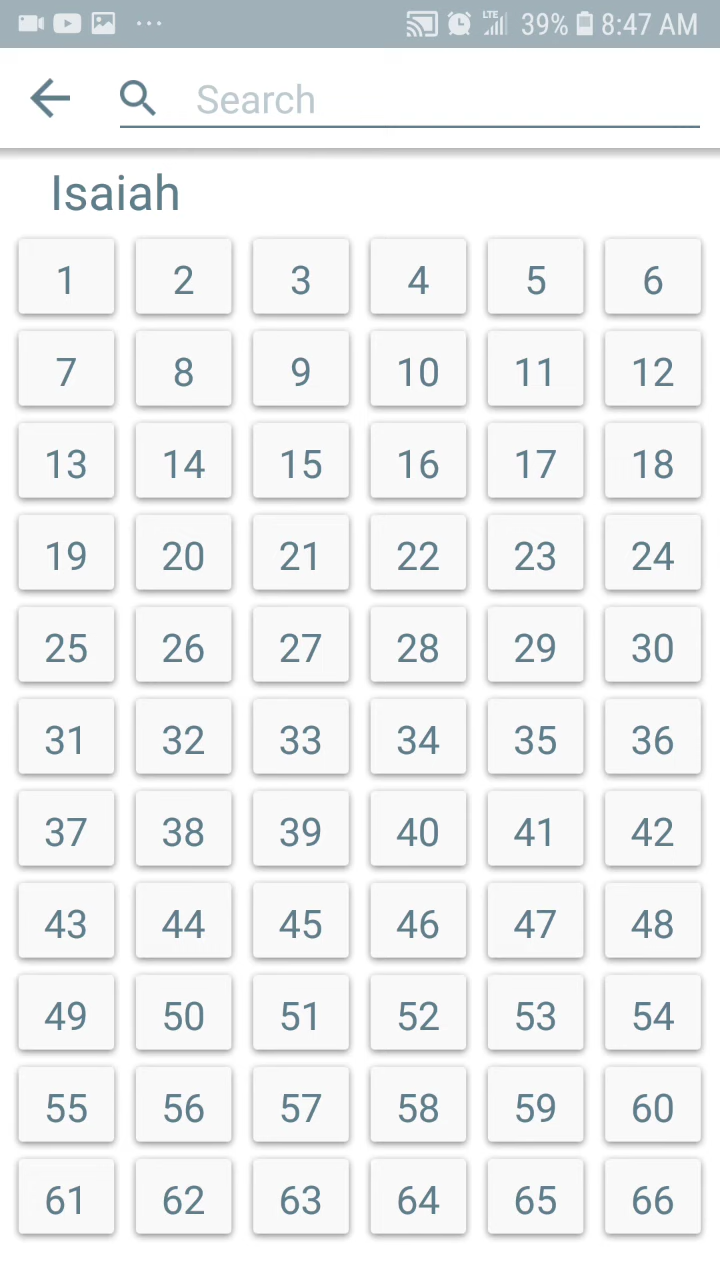 LTE 39% 8:47 AM
Search
Isaiah
1 2 3 4 5 6
7 8 9 10 11 12
13 14 15 16 17 18
19 20 21 22 23 24
25 26 27 28 29 30
31 32 33 34 35 36
37 38 39 40 41 42
43 44 45 46 47 48
49 50 51 52 53 54
55 56 57 58 59 60
61 62 63 64 65 66